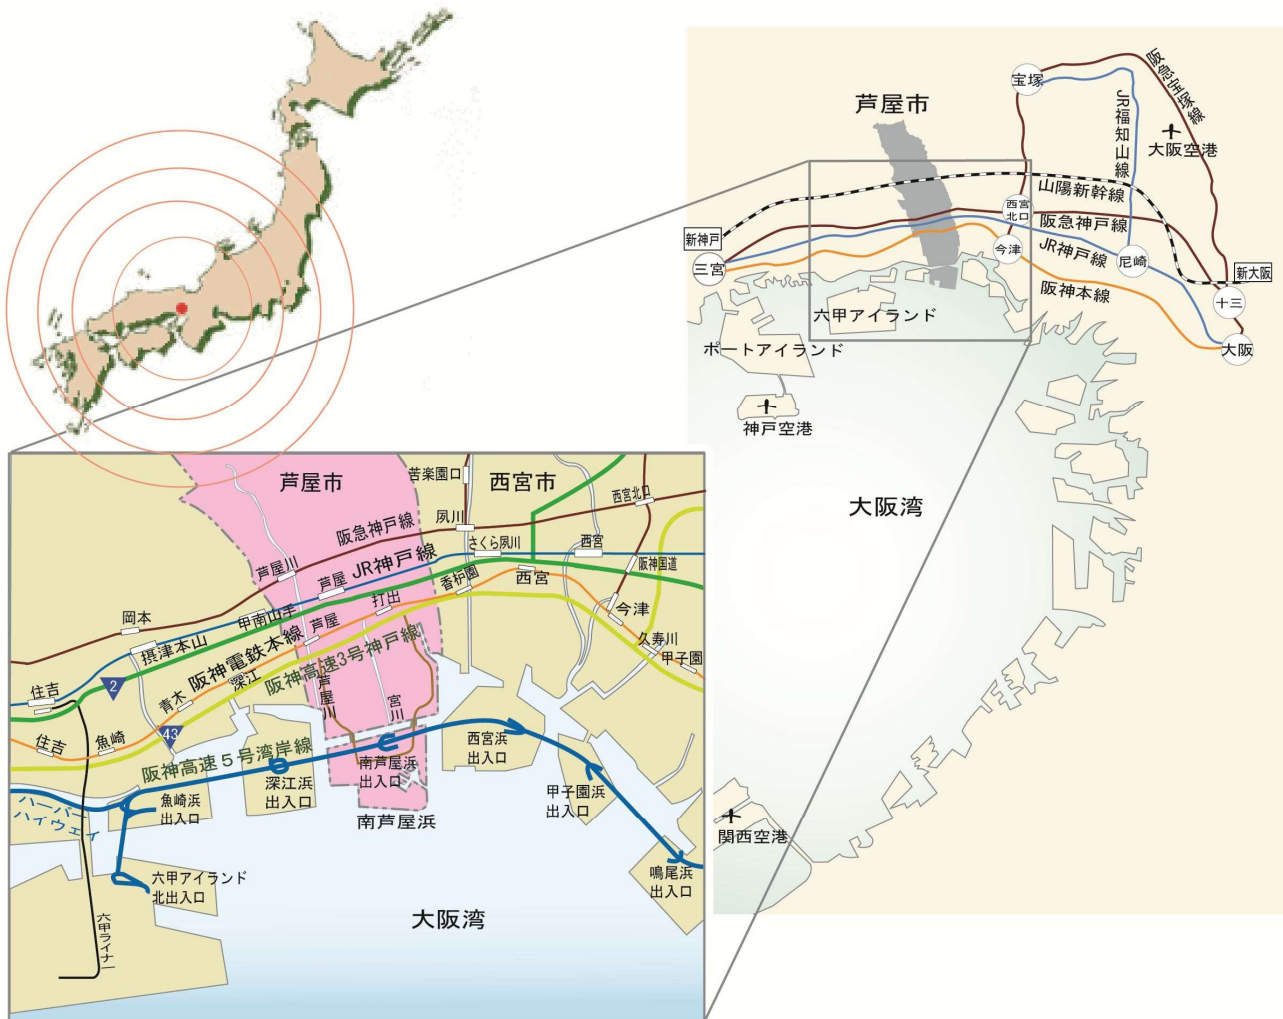 芦屋市
宝塚
阪急宝塚線
JR福知山線
大阪空港
山陽新幹線
西宮
北口
阪急神戸線
JR神戸線
今津
尼崎
新神戸
三宮
新大阪
阪神本線
十三
大阪
六甲アイランド
ポートアイランド
神戸空港
大阪湾
関西空港
芦屋市
西宮市
苦楽園口
西宮北口
夙川
阪急神戸線
さくら夙川
西宮
阪神国道
芦屋川
JR神戸線
芦屋
香枦園
西宮
打出
今津
岡本
甲南山手
芦屋
久寿川
甲子園
摂津本山
阪神電鉄本線
阪神高速3号神戸線
深江
住吉
2
青木
芦屋川
宮川
43
住吉
魚崎
阪神高速5号湾岸線
西宮浜
出入口
南芦屋浜
出入口
深江浜
出入口
甲子園浜
出入口
魚崎浜
出入口
ハーバー
ハイウェイ
南芦屋浜
六甲アイランド
北出入口
鳴尾浜
出入口
六甲ライナー
大阪湾